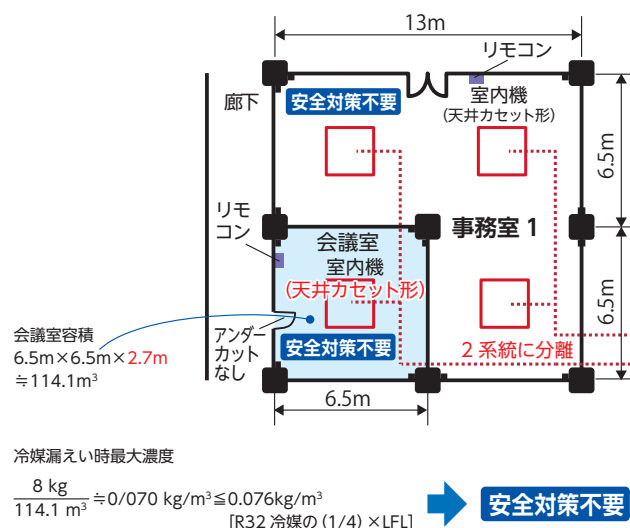 13m
リモコン
廊下
安全対策不要
室内機
(天井カセット形)
6.5m
リモ
コン
事務室 1
会議室
室内機
(天井カセット形)
6.5m
会議室容積
6.5m×6.5m×2.7m
≒114.1m³
アンダー
カット
なし
安全対策不要
2 系統に分離
6.5m
冷媒漏えい時最大濃度
8 kg
114.1 m³
≒0/070 kg/m³≦0.076kg/m³
[R32 冷媒の (1/4) ×LFL]
安全対策不要